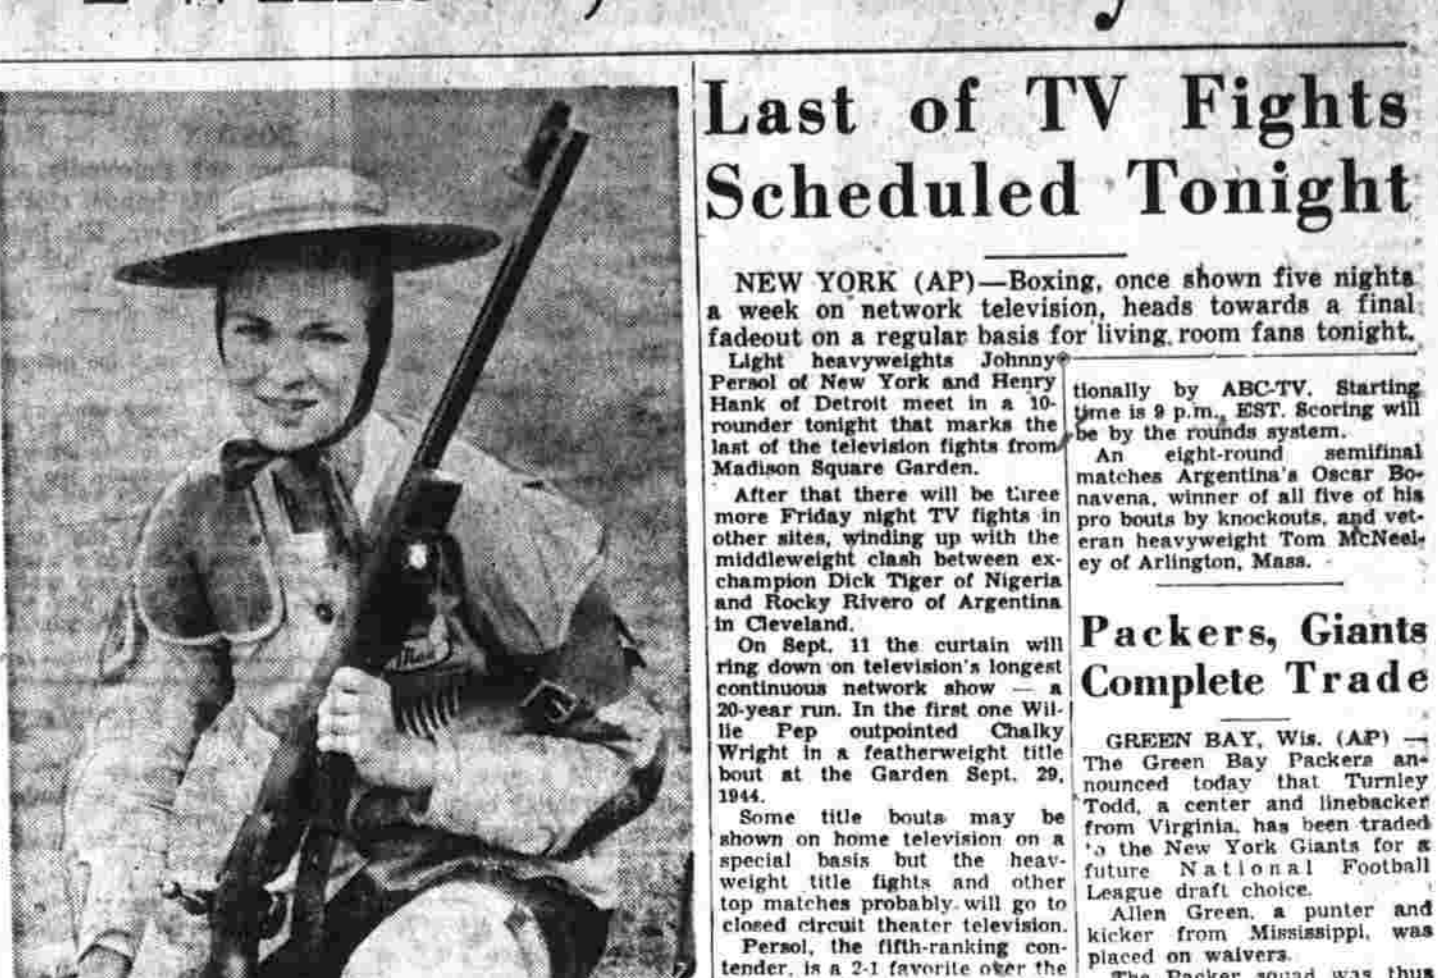 Last of TV Fights
Scheduled Tonight
NEW YORK (AP)—Boxing, once shown five nights
a week on network television, heads towards a final
fadeout on a regular basis for living room fans tonight.
Light heavyweights Johnny
Persol of New York and Henry
Hank of Detroit meet in a 10-
rounder tonight that marks the
last of the television fights from
Madison Square Garden.
After that there will be three
more Friday night TV fights in
other sites, winding up with the
middleweight clash between ex-
champion Dick Tiger of Nigeria
and Rocky Rivero of Argentina
in Cleveland.
On Sept. 11 the curtain will
ring down on television's longest
continuous network show — a
20-year run. In the first one Wil-
lie Pep outpointed Chalky
Wright in a featherweight title
bout at the Garden Sept. 29,
1944.
Some title bouts may be
shown on home television on a
special basis but the heav-
weight title fights and other
top matches probably will go to
closed circuit theater television.
Persol, the fifth-ranking con-
tender, is a 2-1 favorite over the
tionally by ABC-TV. Starting
time is 9 p.m., EST. Scoring will
be by the rounds system.
An eight-round semifinal
matches Argentina's Oscar Bo-
navena, winner of all five of his
pro bouts by knockouts, and vet-
eran heavyweight Tom McNeel-
ey of Arlington, Mass.
Packers, Giants
Complete Trade
GREEN BAY, Wis. (AP) —
The Green Bay Packers an-
nounced today that Turnley
Todd, a center and linebacker
from Virginia, has been traded
to the New York Giants for a
future National Football
League draft choice.
Allen Green, a punter and
kicker from Mississippi, was
placed on waivers.
The Packer squad was thus